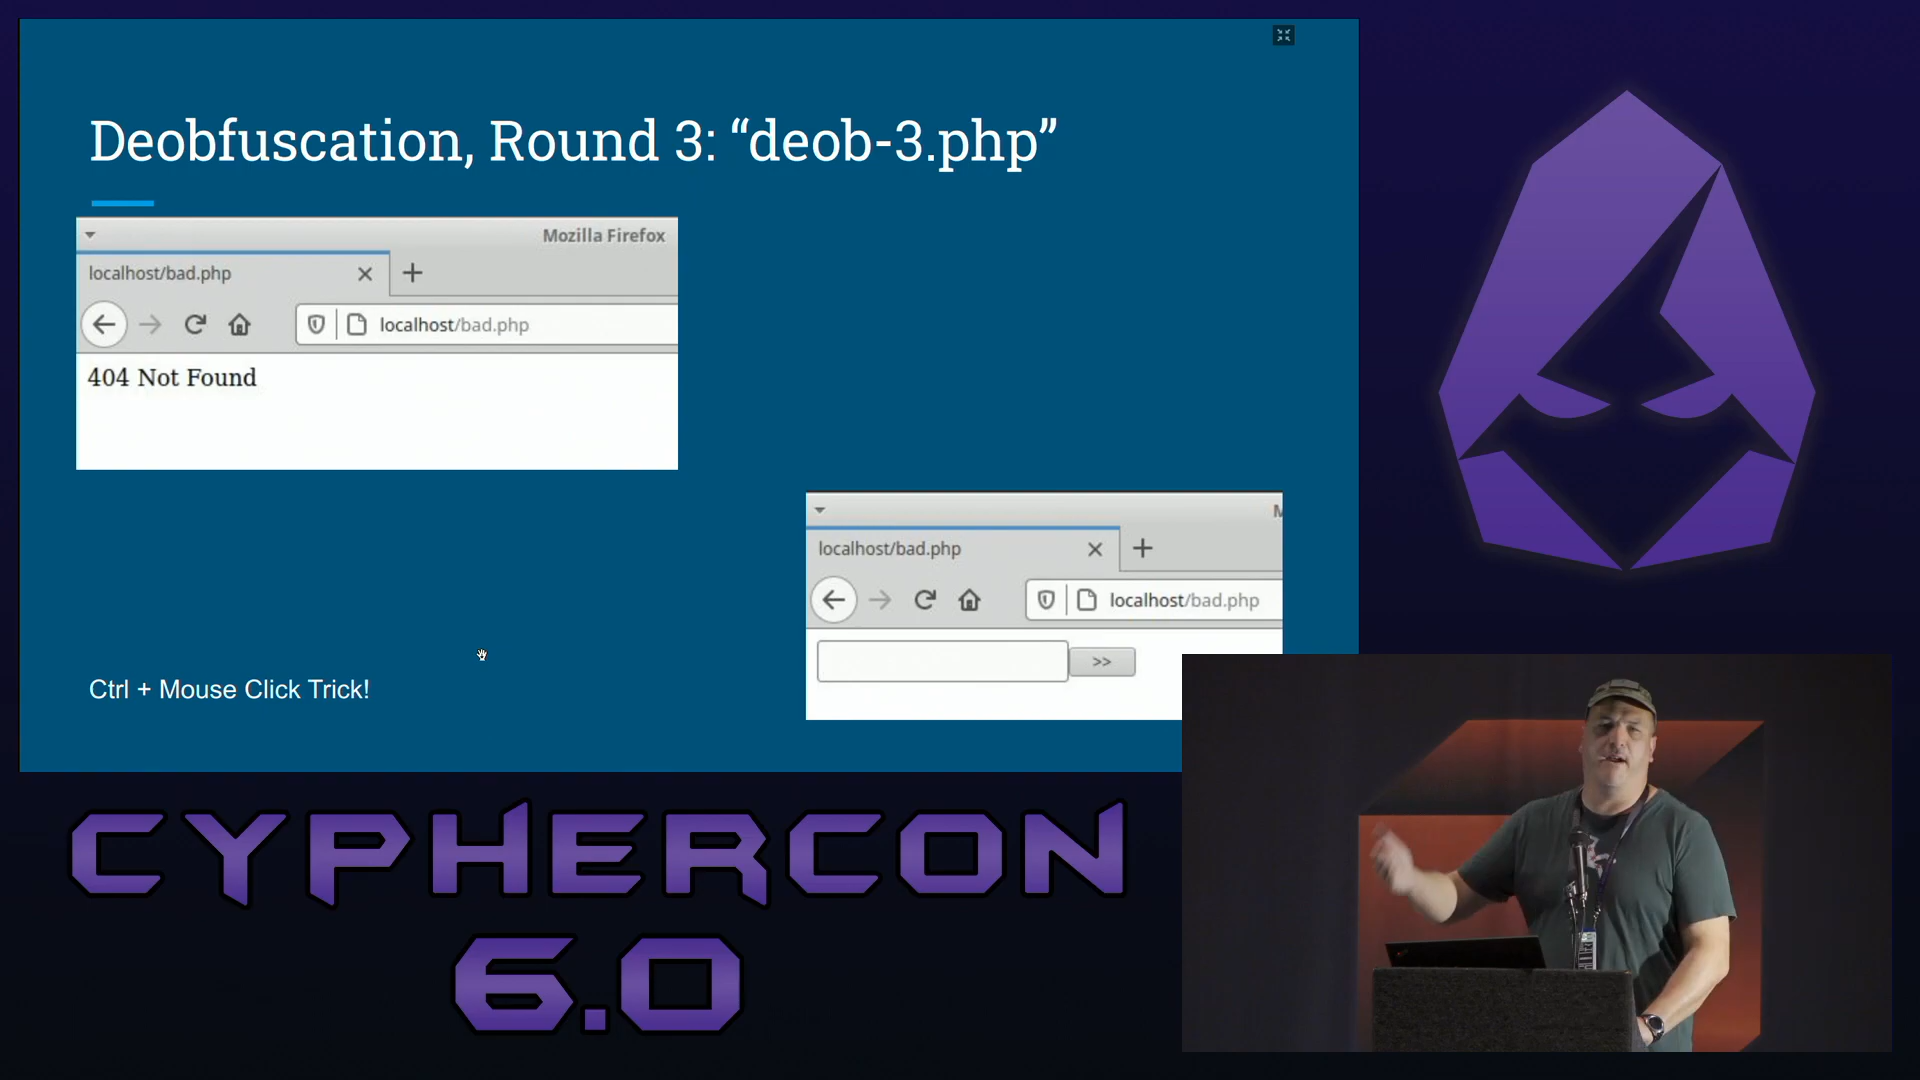 Deobfuscation, Round 3: “deob-3.php”
Mozilla Firefox
localhost/bad.php
localhost/bad.php
404 Not Found
M
localhost/bad.php
localhost/bad.php
>>
Ctrl + Mouse Click Trick!
CYPHERCON
6.0